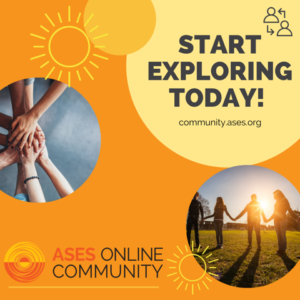 START
EXPLORING
TODAY!
community.ases.org
ASES ONLINE
COMMUNITY